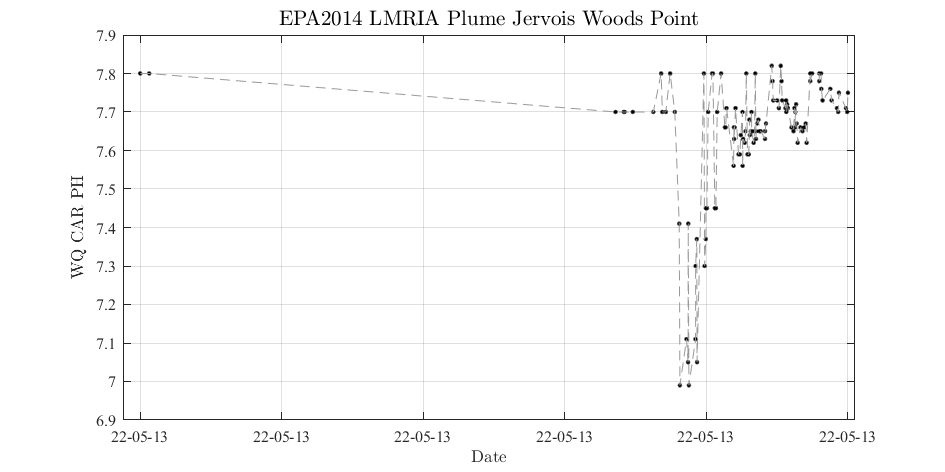 EPA2014 LMRIA Plume Jervois Woods Point
7.9
7.8
7.7
7.6
7.5
7.4
7.3
7.2
7.1
7
6.9
WQ CAR PH
22-05-13 22-05-13 22-05-13 22-05-13 22-05-13 22-05-13
Date